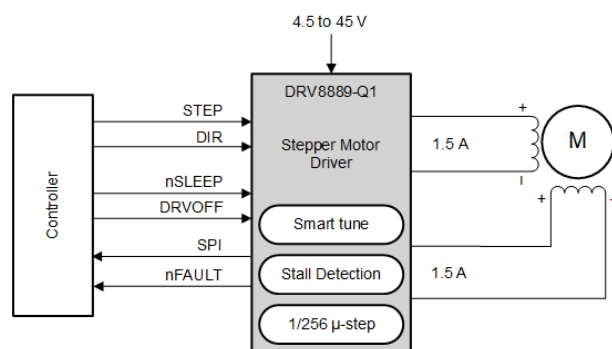 4.5 to 45 V
DRV8889-Q1
Stepper Motor
Driver
Controller
STEP
DIR
nSLEEP
DRVOFF
SPI
nFAULT
Smart tune
Stall Detection
1/256 µ-step
1.5 A
1.5 A
+
M
+
+